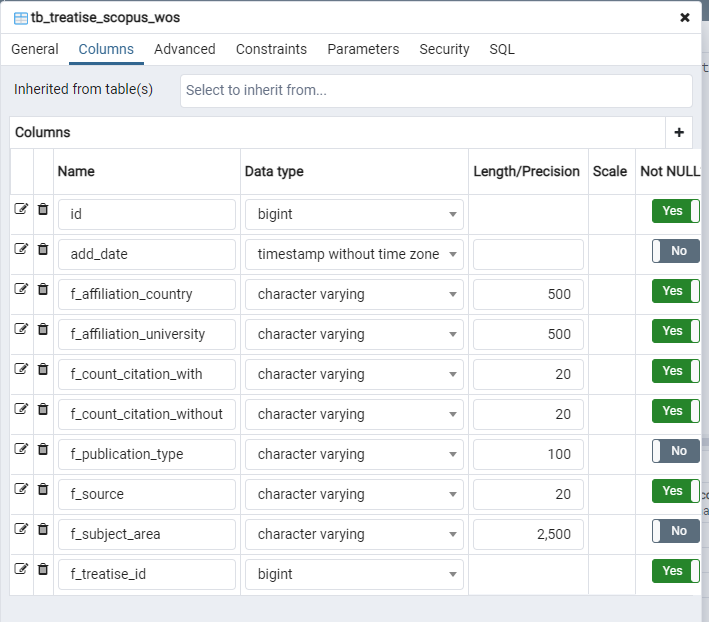 tb_treatise_scopus_wos
General Columns Advanced Constraints Parameters Security SQL
Inherited from table(s) Select to inherit from...
Columns
Name Data type Length/Precision Scale Not NULL
id bigint Yes
add_date timestamp without time zone No
f_affiliation_country character varying 500 Yes
f_affiliation_university character varying 500 Yes
f_count_citation_with character varying 20 Yes
f_count_citation_without character varying 20 Yes
f_publication_type character varying 100 No
f_source character varying 20 Yes
f_subject_area character varying 2,500 No
f_treatise_id bigint Yes